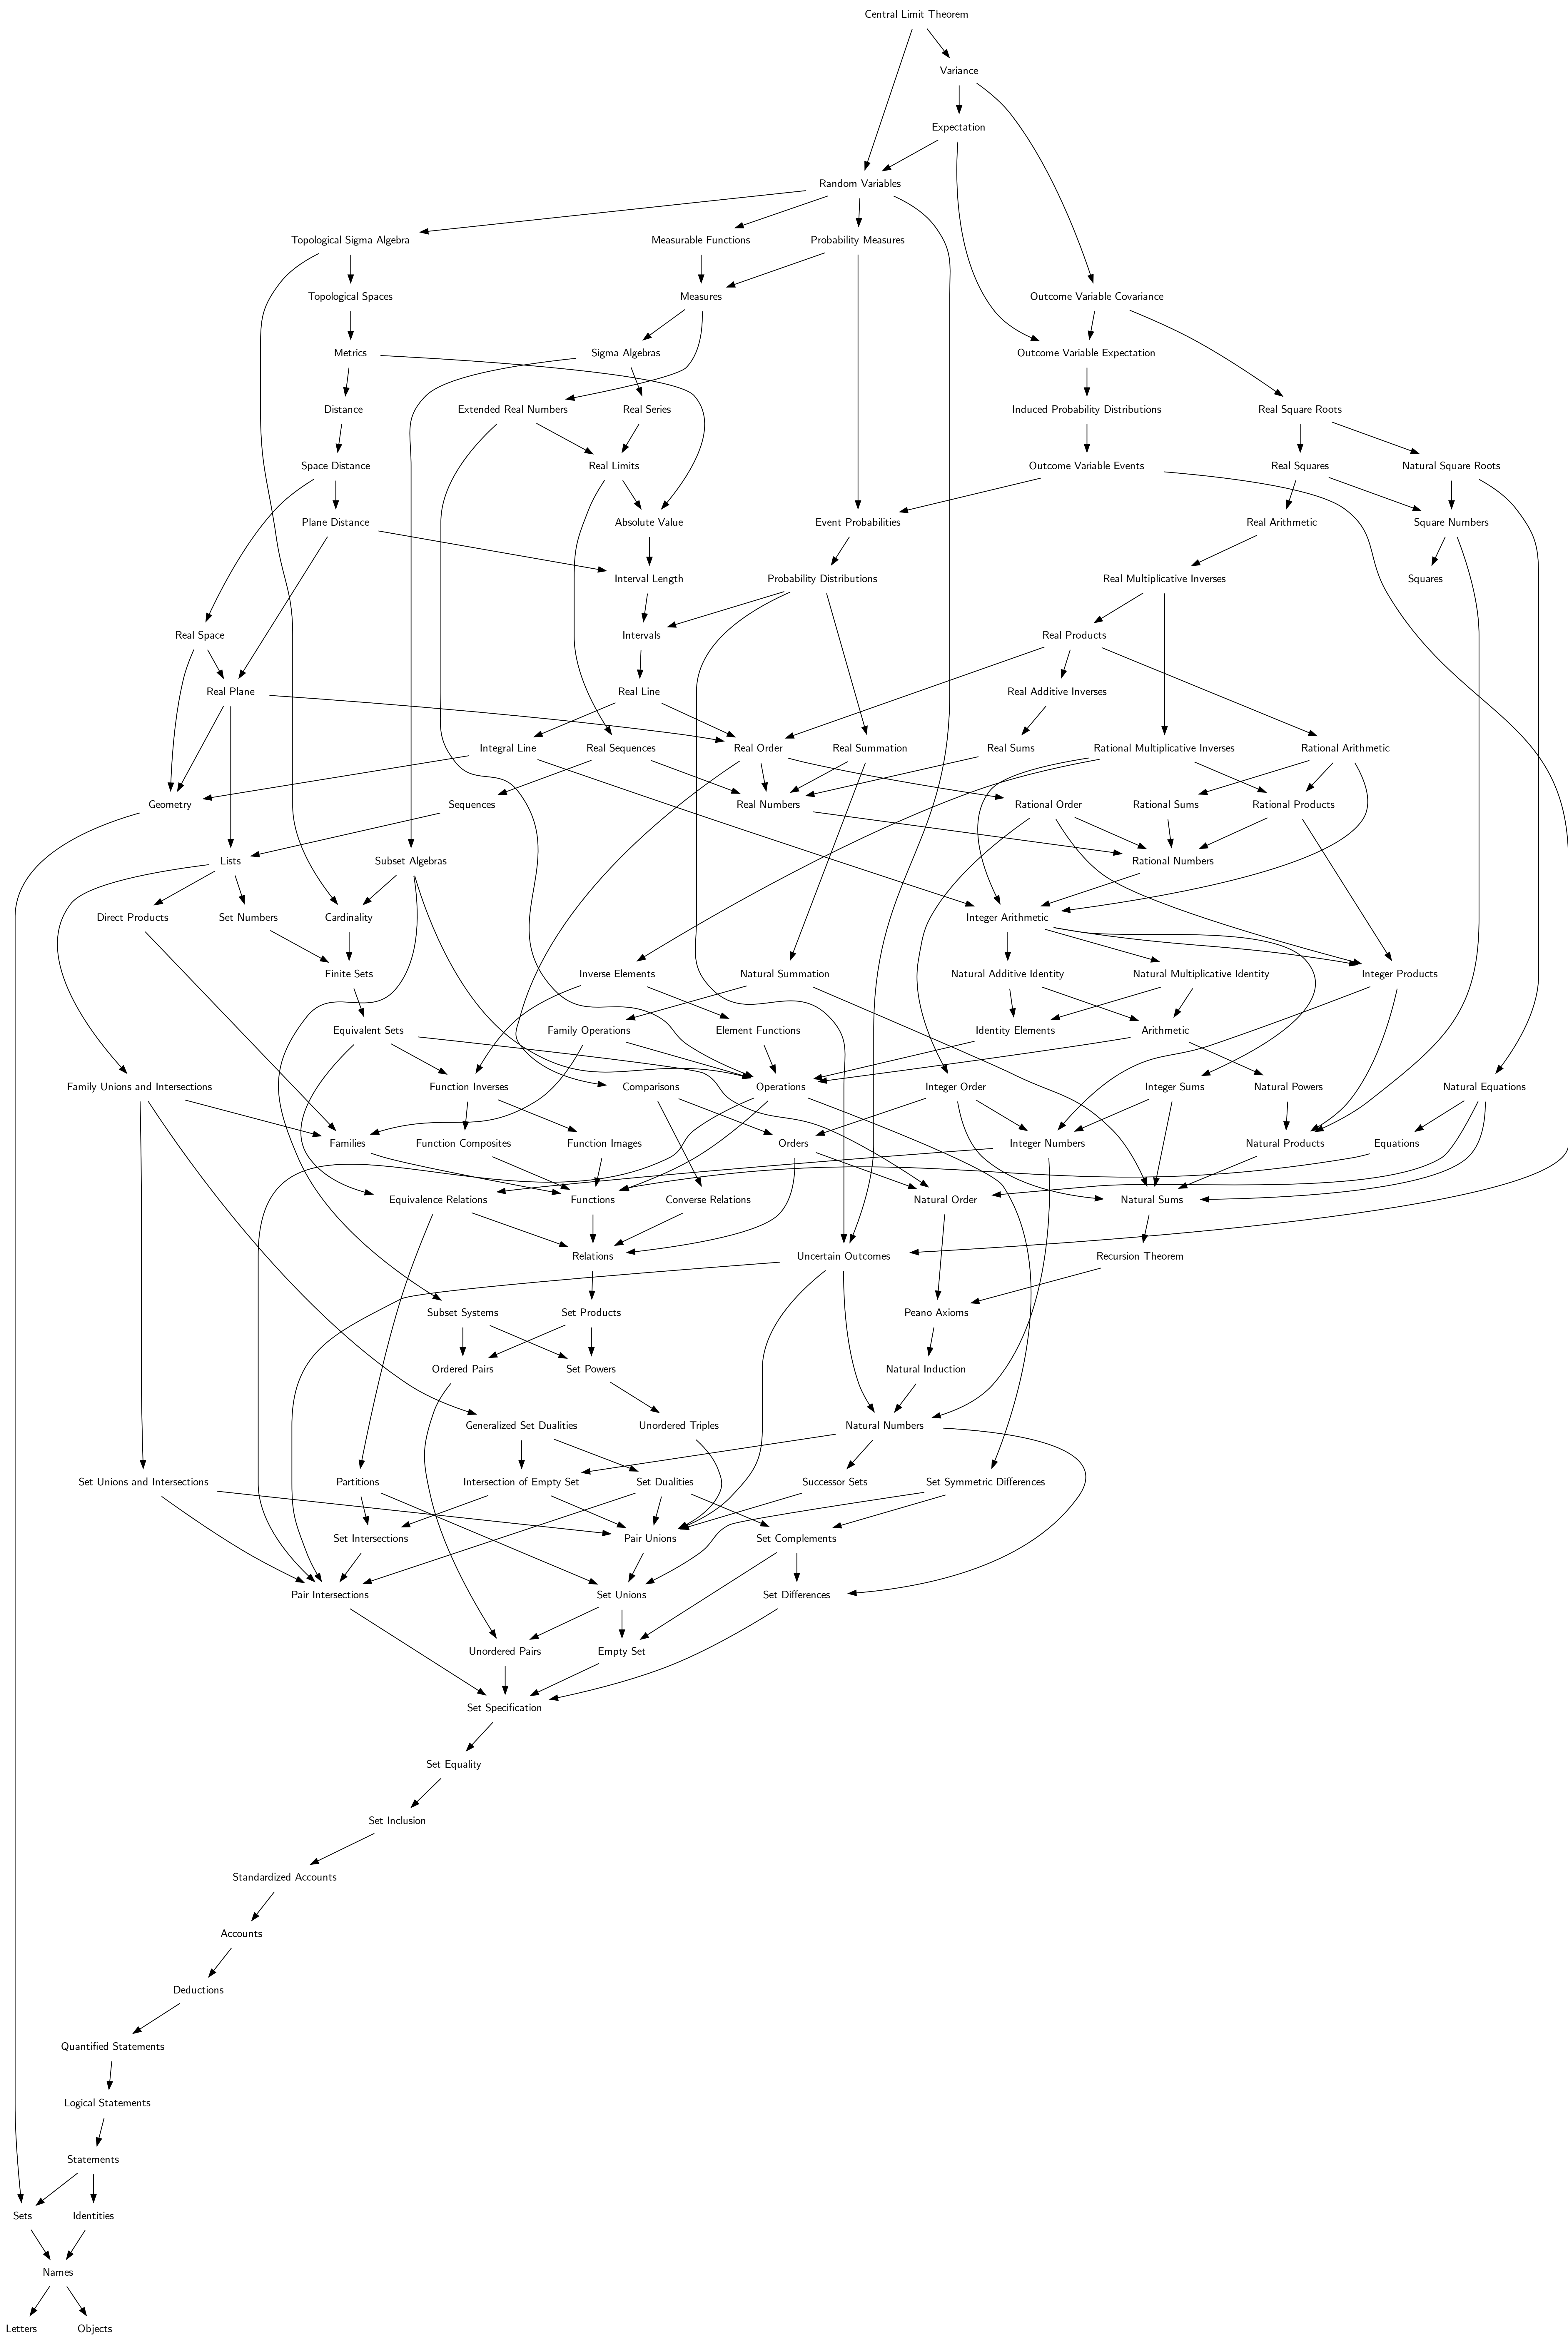 Central Limit Theorem
Variance
Expectation
Random Variables
Topological Sigma Algebra
Measurable Functions
Probability Measures
Topological Spaces
Measures
Outcome Variable Covariance
Metrics
Sigma Algebras
Outcome Variable Expectation
Distance
Extended Real Numbers
Real Series
Induced Probability Distributions
Real Square Roots
Space Distance
Real Limits
Outcome Variable Events
Real Squares
Natural Square Roots
Plane Distance
Absolute Value
Event Probabilities
Real Arithmetic
Square Numbers
Interval Length
Probability Distributions
Real Multiplicative Inverses
Squares
Real Space
Intervals
Real Products
Real Plane
Real Line
Real Additive Inverses
Integral Line
Real Sequences
Real Order
Real Summation
Real Sums
Rational Multiplicative Inverses
Rational Arithmetic
Geometry
Sequences
Real Numbers
Rational Order
Rational Sums
Rational Products
Lists
Subset Algebras
Rational Numbers
Direct Products
Set Numbers
Cardinality
Integer Arithmetic
Finite Sets
Inverse Elements
Natural Summation
Natural Additive Identity
Natural Multiplicative Identity
Integer Products
Equivalent Sets
Family Operations
Element Functions
Identity Elements
Arithmetic
Family Unions and Intersections
Function Inverses
Comparisons
Operations
Integer Order
Integer Sums
Natural Powers
Natural Equations
Families
Function Composites
Function Images
Orders
Integer Numbers
Natural Products
Equations
Equivalence Relations
Functions
Converse Relations
Natural Order
Natural Sums
Relations
Uncertain Outcomes
Recursion Theorem
Subset Systems
Set Products
Peano Axioms
Ordered Pairs
Set Powers
Natural Induction
Generalized Set Dualities
Unordered Triples
Natural Numbers
Set Unions and Intersections
Partitions
Intersection of Empty Set
Set Dualities
Successor Sets
Set Symmetric Differences
Set Intersections
Pair Unions
Set Complements
Pair Intersections
Set Unions
Set Differences
Unordered Pairs
Empty Set
Set Specification
Set Equality
Set Inclusion
Standardized Accounts
Accounts
Deductions
Quantified Statements
Logical Statements
Statements
Sets
Identities
Names
Letters
Objects